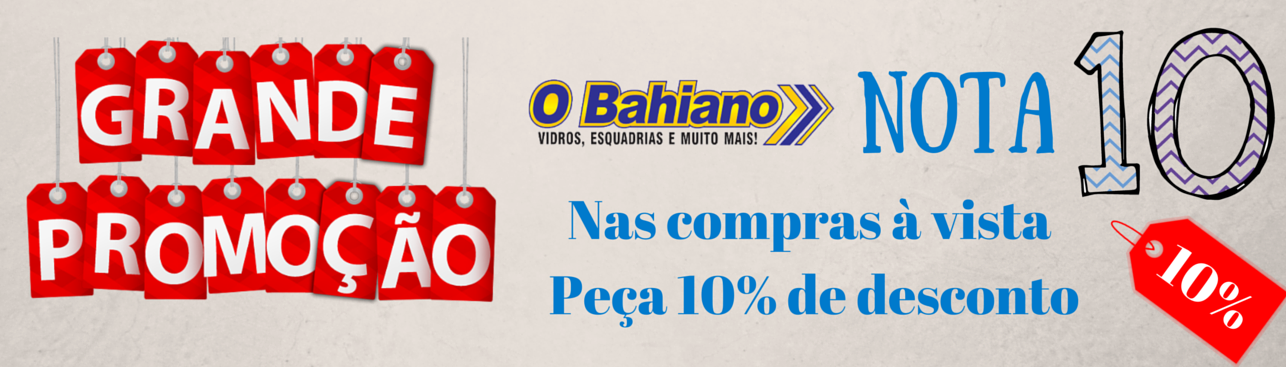 GRANDE
PROMOÇÃO
O Bahiano
VIDROS, ESQUADRIAS E MUITO MAIS!
NOTA 10
Nas compras à vista
Peça 10% de desconto
10%